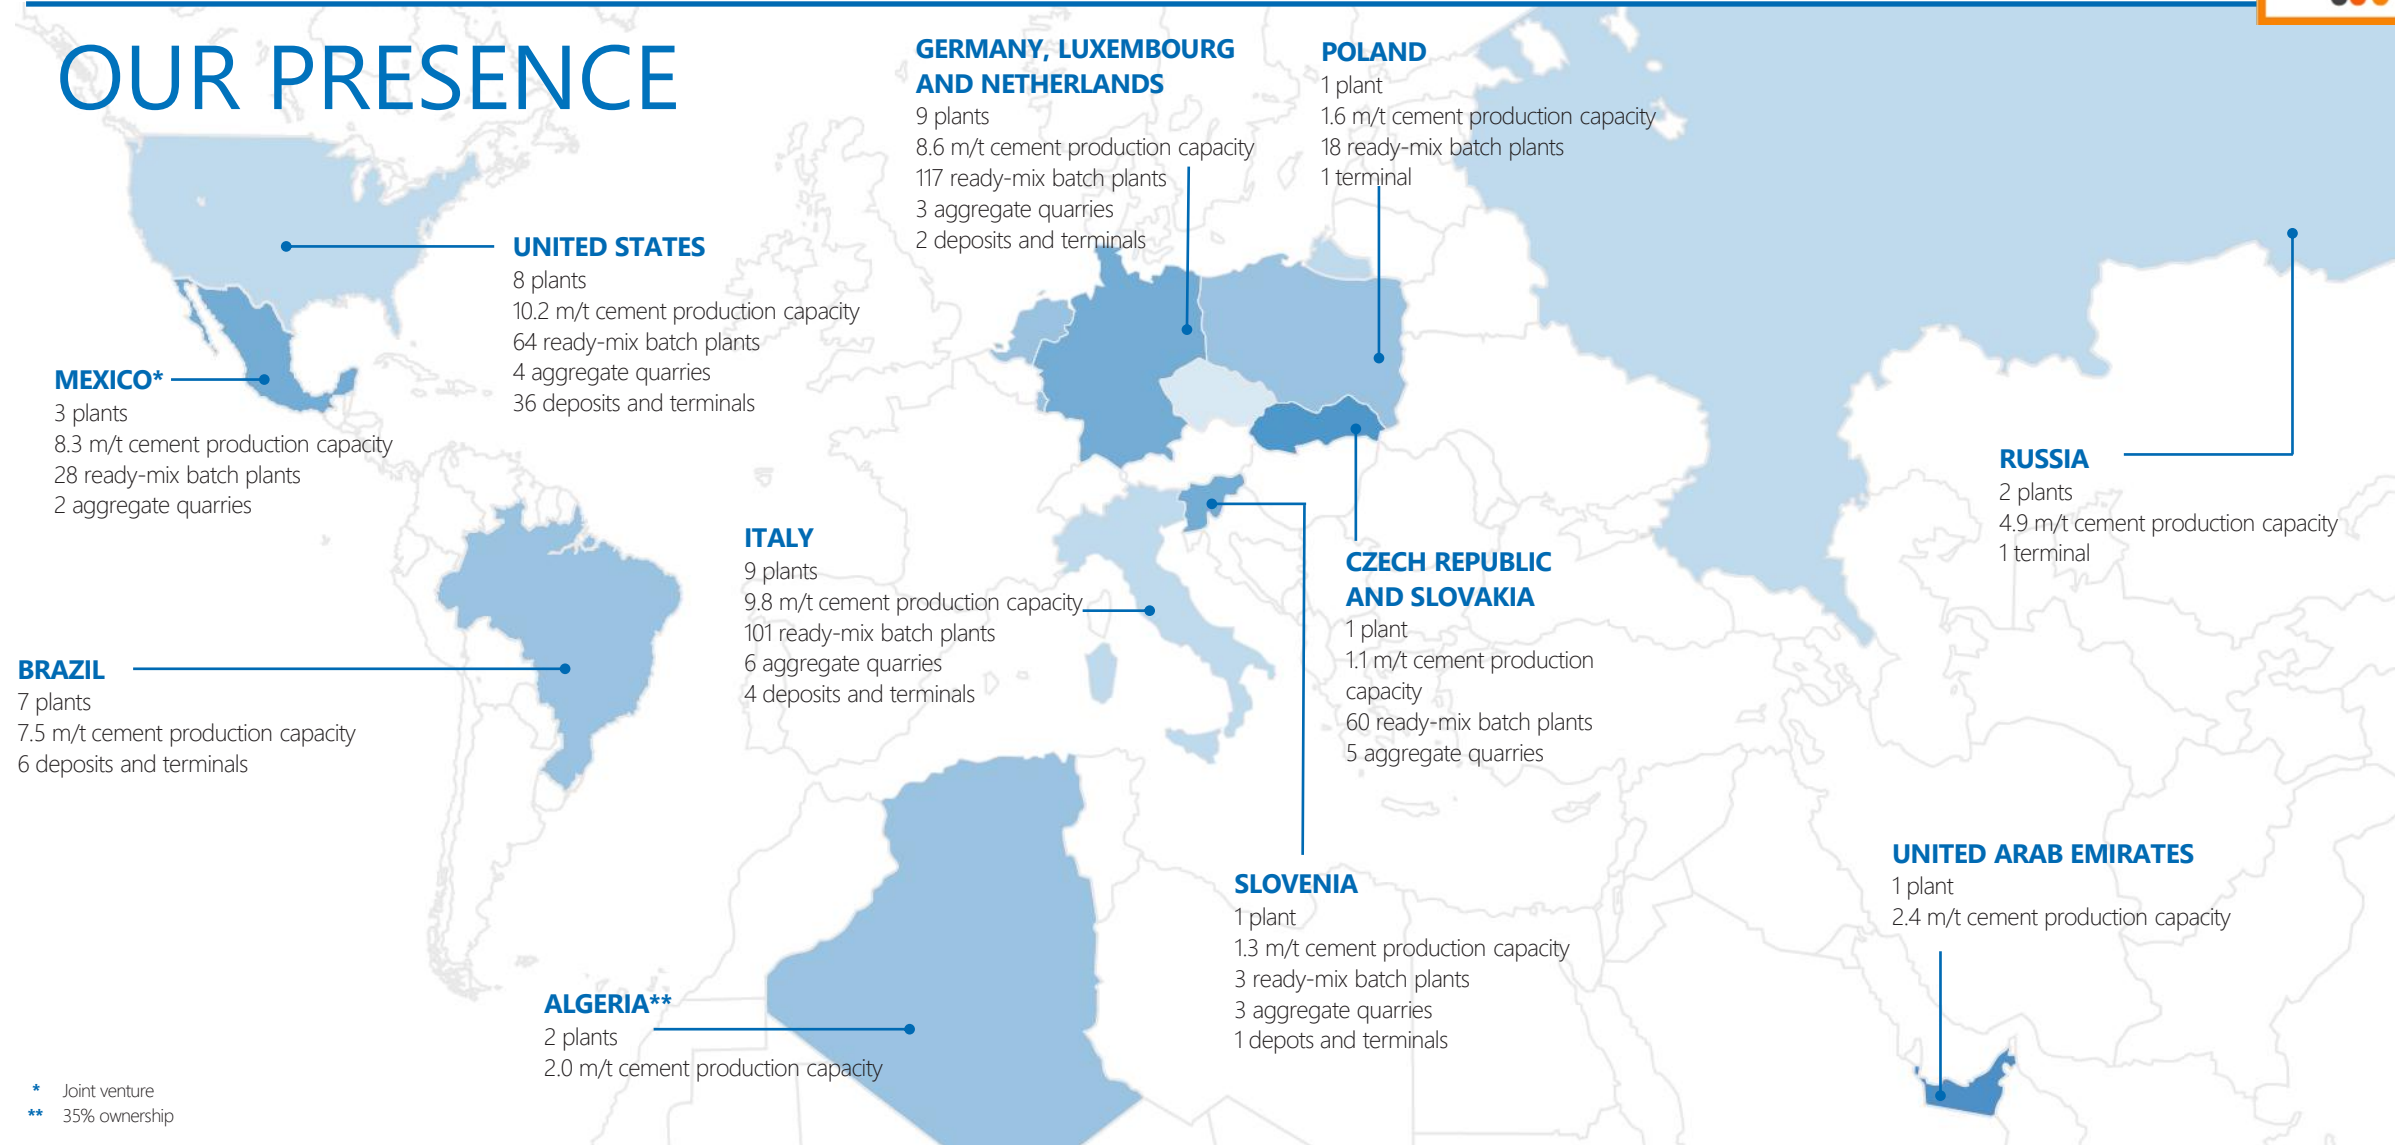 OUR PRESENCE
GERMANY, LUXEMBOURG
AND NETHERLANDS
9 plants
8.6 m/t cement production capacity
117 ready-mix batch plants
3 aggregate quarries
2 deposits and terminals
POLAND
1 plant
1.6 m/t cement production capacity
18 ready-mix batch plants
1 terminal
UNITED STATES
8 plants
10.2 m/t cement production capacity
64 ready-mix batch plants
4 aggregate quarries
36 deposits and terminals
MEXICO*
3 plants
8.3 m/t cement production capacity
28 ready-mix batch plants
2 aggregate quarries
RUSSIA
2 plants
4.9 m/t cement production capacity
1 terminal
ITALY
9 plants
9.8 m/t cement production capacity
101 ready-mix batch plants
6 aggregate quarries
4 deposits and terminals
CZECH REPUBLIC
AND SLOVAKIA
1 plant
1.1 m/t cement production
capacity
60 ready-mix batch plants
5 aggregate quarries
BRAZIL
7 plants
7.5 m/t cement production capacity
6 deposits and terminals
UNITED ARAB EMIRATES
1 plant
2.4 m/t cement production capacity
SLOVENIA
1 plant
1.3 m/t cement production capacity
3 ready-mix batch plants
3 aggregate quarries
1 depots and terminals
ALGERIA**
2 plants
2.0 m/t cement production capacity
* Joint venture
** 35% ownership